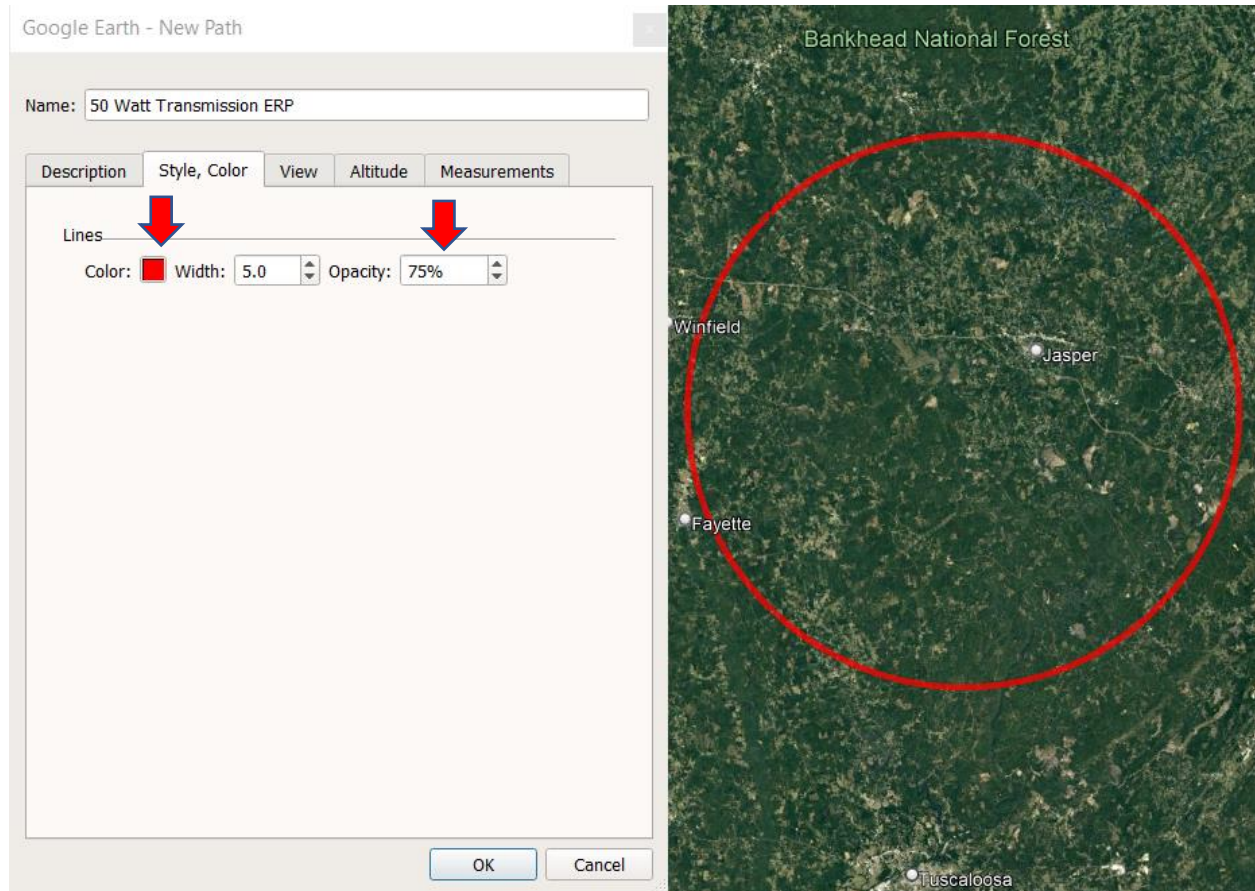 Google Earth - New Path
Name: 50 Watt Transmission ERP
Description Style, Color View Altitude Measurements
Lines
Color: Width: 5.0 Opacity: 75%
OK Cancel
Bankhead National Forest
Winfield
Jasper
Fayette
Tuscaloosa